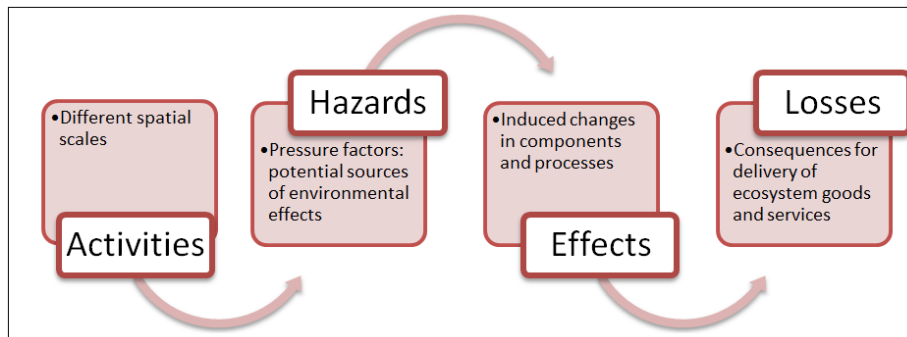 •Different spatial
scales
Activities
Hazards
•Pressure factors:
potential sources
of environmental
effects
•Induced changes
in components
and processes
Effects
Losses
•Consequences for
delivery of
ecosystem goods
and services